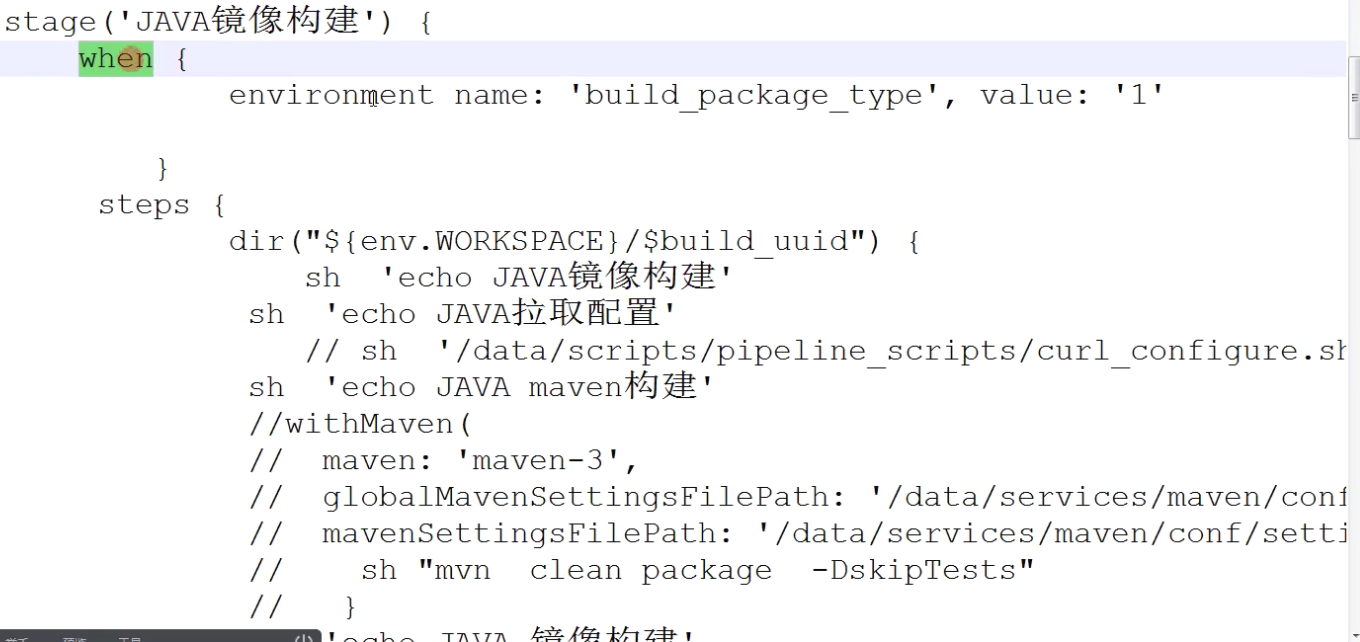 stage('JAVA镜像构建') {
when {
environment name: 'build_package_type', value: '1'
}
steps {
dir("${env.WORKSPACE}/$build_uuid") {
sh 'echo JAVA镜像构建'
sh 'echo JAVA拉取配置'
// sh '/data/scripts/pipeline_scripts/curl_configure.sh
sh 'echo JAVA maven构建'
//withMaven(
// maven: 'maven-3',
// globalMavenSettingsFilePath: '/data/services/maven/conf
// mavenSettingsFilePath: '/data/services/maven/conf/setti
// sh "mvn clean package -DskipTests"
// }
'echo JAVA 镜像构建'